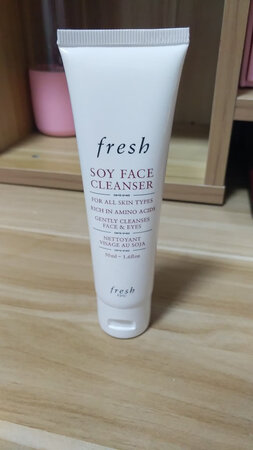 fresh
SOY FACE
CLEANSER
FOR ALL SKIN TYPES
RICH IN AMINO ACIDS
GENTLY CLEANSES
FACE & EYES
NETTOYANT
VISAGE AU SOJA
50ml - 1.6fl oz
fresh